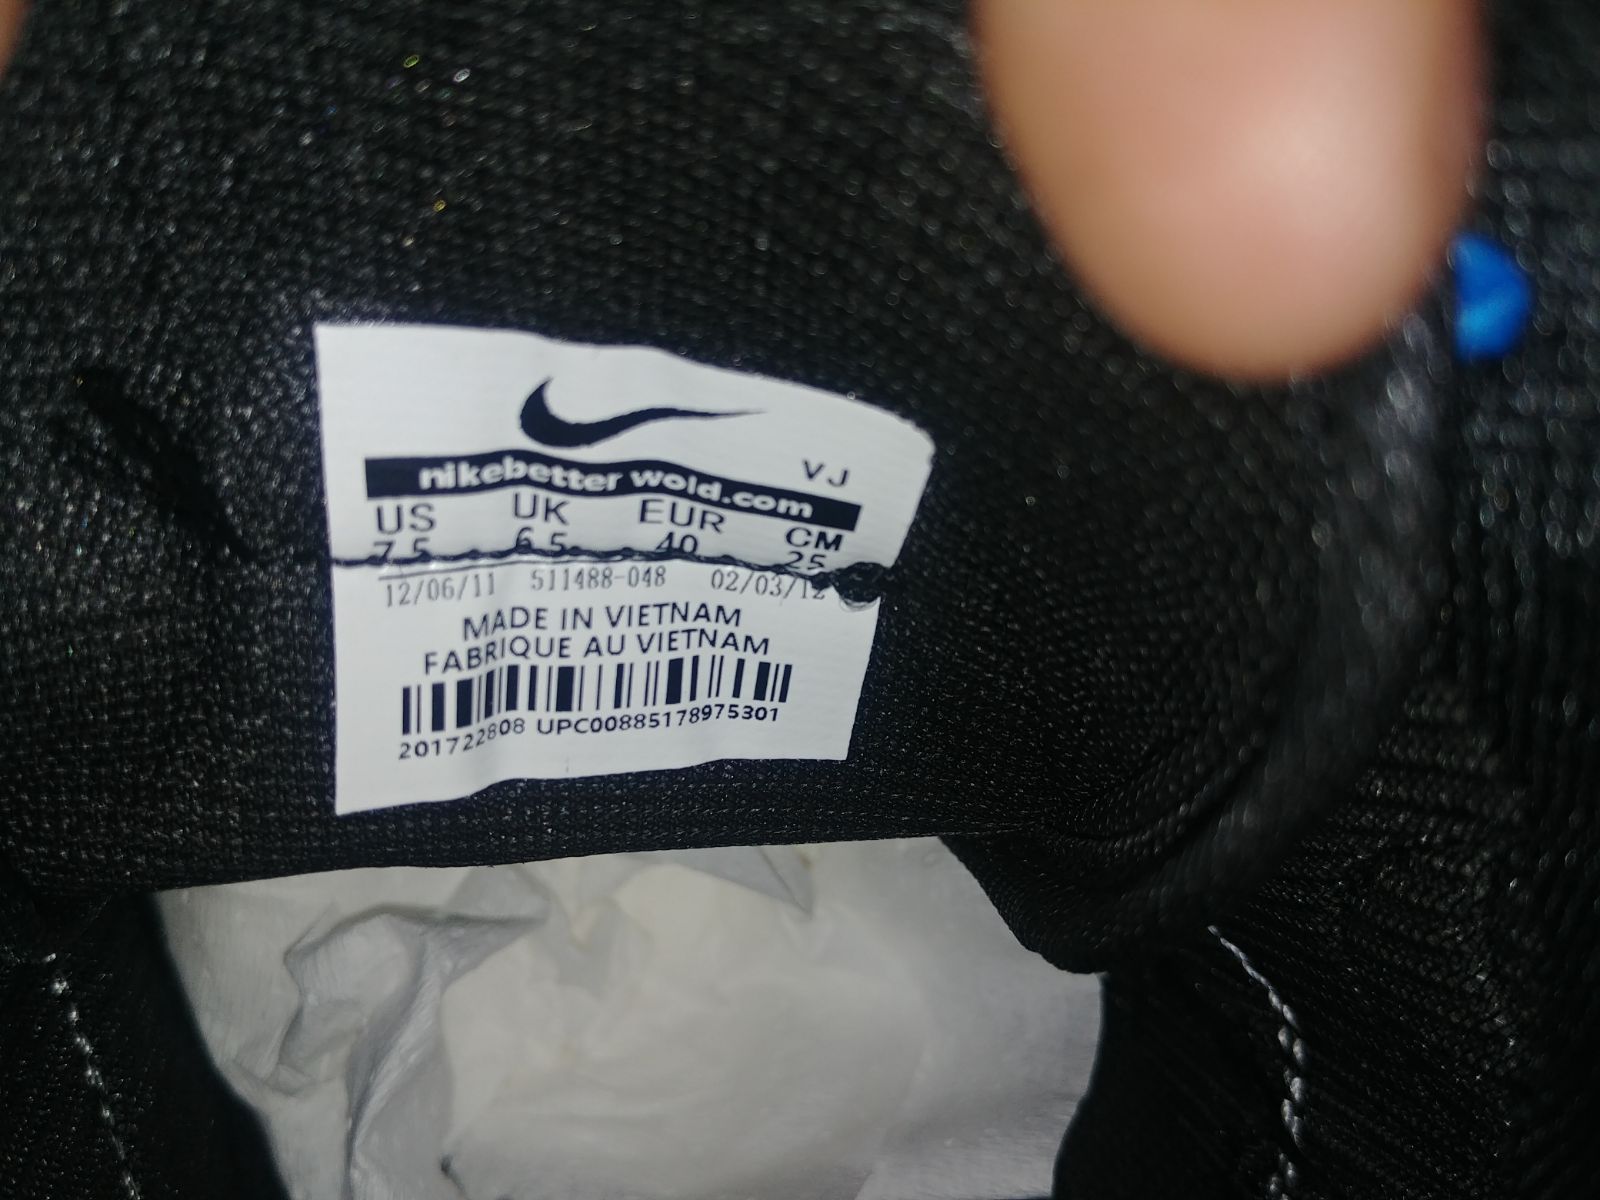 VJ
nikebetter wold.com
US UK EUR CM
7.5 6.5 40 25
12/06/11 511488-048 02/03/12
MADE IN VIETNAM
FABRIQUE AU VIETNAM
201722808 UPC00885178975301